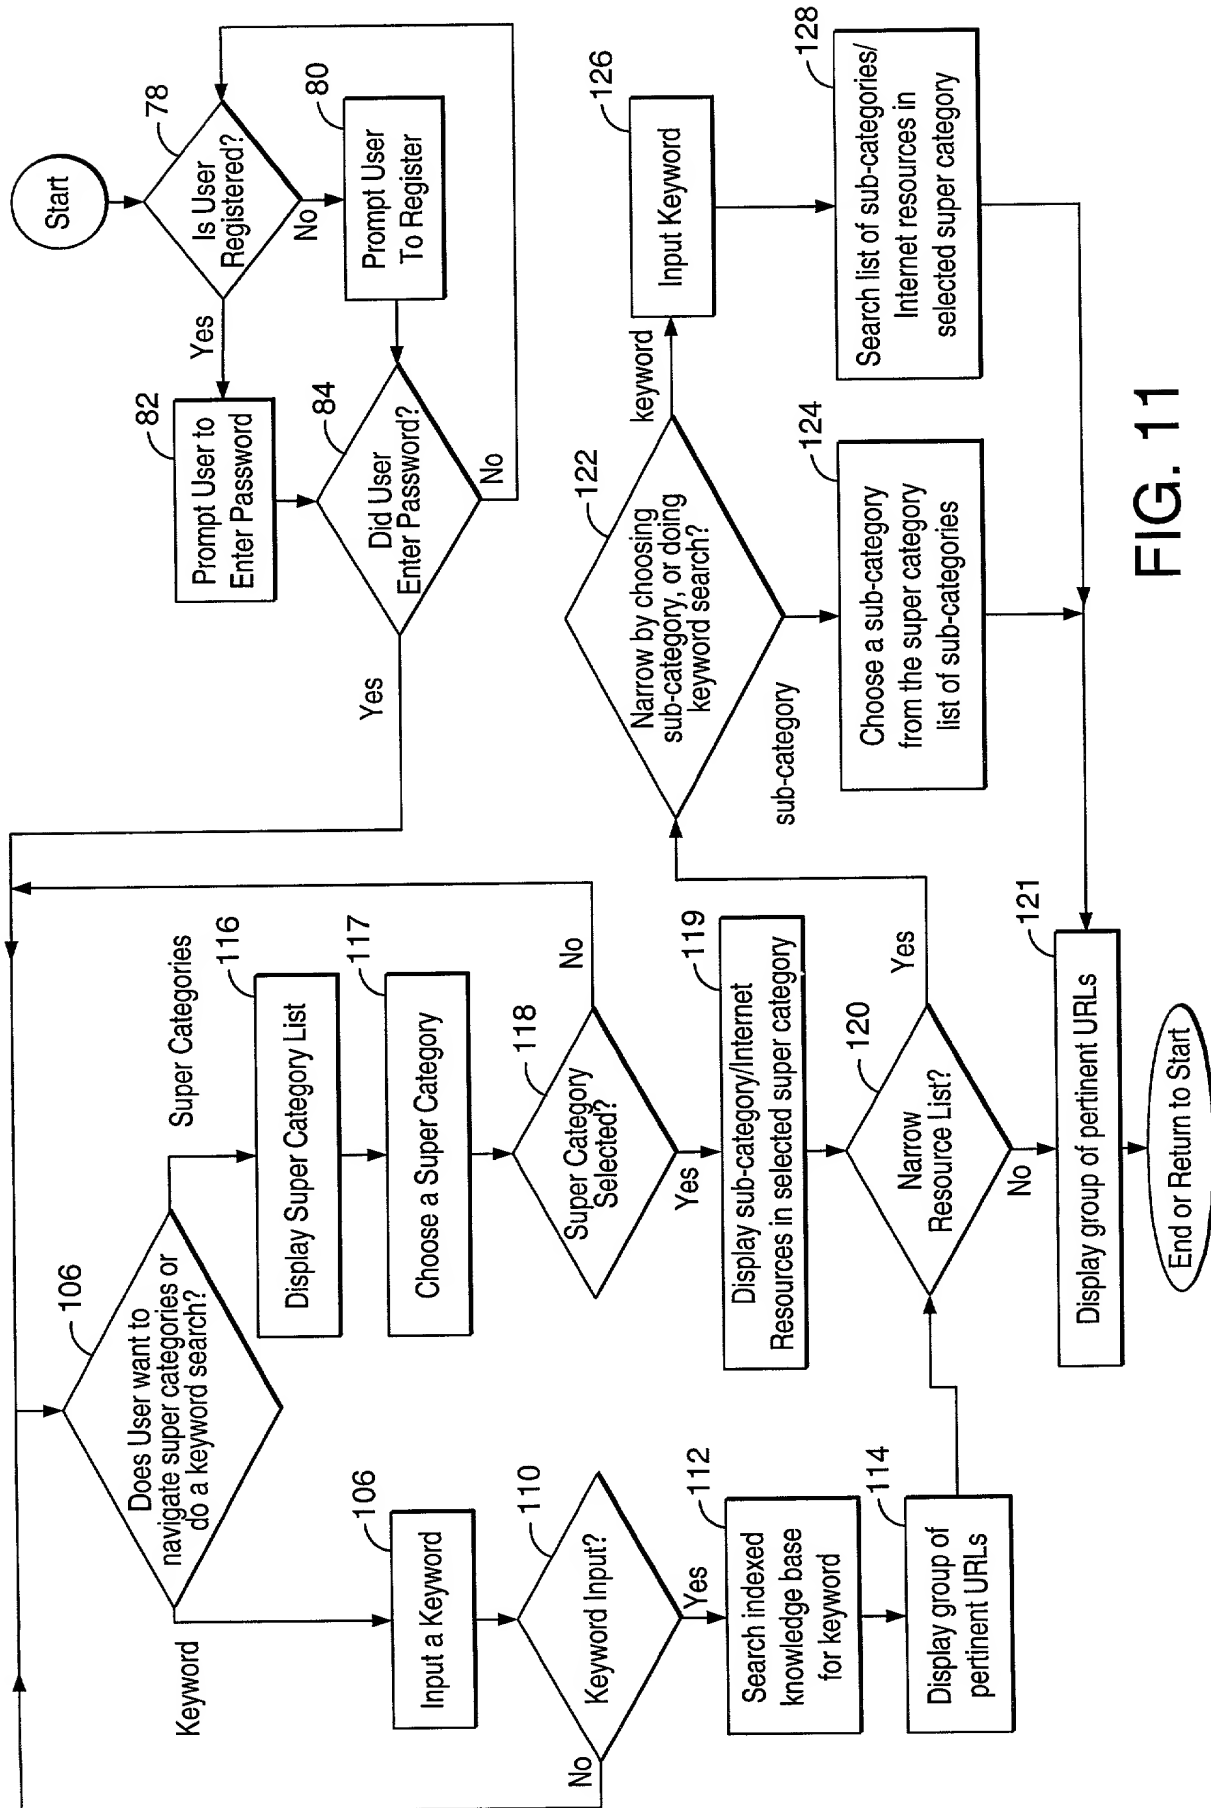 Start
78
Is User
Registered?
Yes
No
80
Prompt User
To Register
82
Prompt User to
Enter Password
84
Did User
Enter Password?
No
Yes
106
Does User want to
navigate super categories or
do a keyword search?
Keyword
Super Categories
106
Input a Keyword
110
Keyword Input?
No
Yes
112
Search indexed
knowledge base
for keyword
114
Display group of
pertinent URLs
116
Display Super Category List
117
Choose a Super Category
118
Super Category
Selected?
No
Yes
119
Display sub-category/Internet
Resources in selected super category
120
Narrow
Resource List?
Yes
No
121
Display group of pertinent URLs
End or Return to Start
122
Narrow by choosing
sub-category, or doing
keyword search?
keyword
sub-category
124
Choose a sub-category
from the super category
list of sub-categories
126
Input Keyword
128
Search list of sub-categories/
Internet resources in
selected super category
FIG. 11